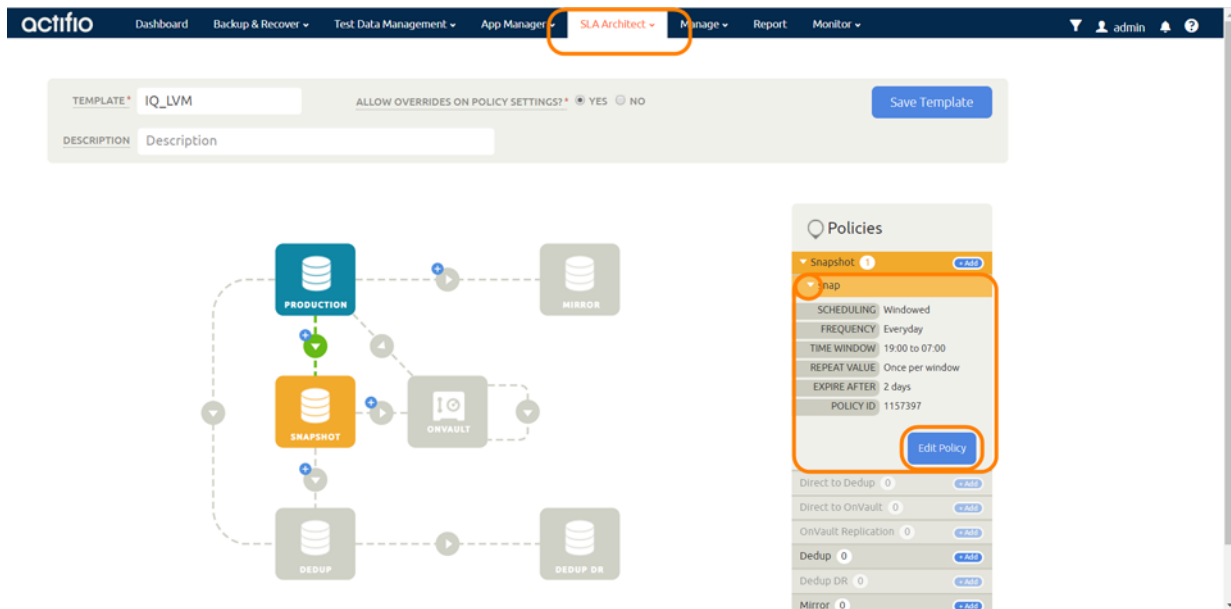 actifio Dashboard Backup & Recover Test Data Management App Manager SLA Architect Manage Report Monitor admin ?
TEMPLATE* IQ_LVM ALLOW OVERRIDES ON POLICY SETTINGS?* YES NO Save Template
DESCRIPTION Description
Policies
Snapshot 1 + Add
Snap
SCHEDULING Windowed
FREQUENCY Everyday
TIME WINDOW 19:00 to 07:00
REPEAT VALUE Once per window
EXPIRE AFTER 2 days
POLICY ID 1157397
Edit Policy
Direct to Dedup 0 + Add
Direct to OnVault 0 + Add
OnVault Replication 0 + Add
Dedup 0 + Add
Dedup DR 0 + Add
Mirror 0 + Add
PRODUCTION MIRROR
SNAPSHOT ONVAULT
DEDUP DEDUP DR